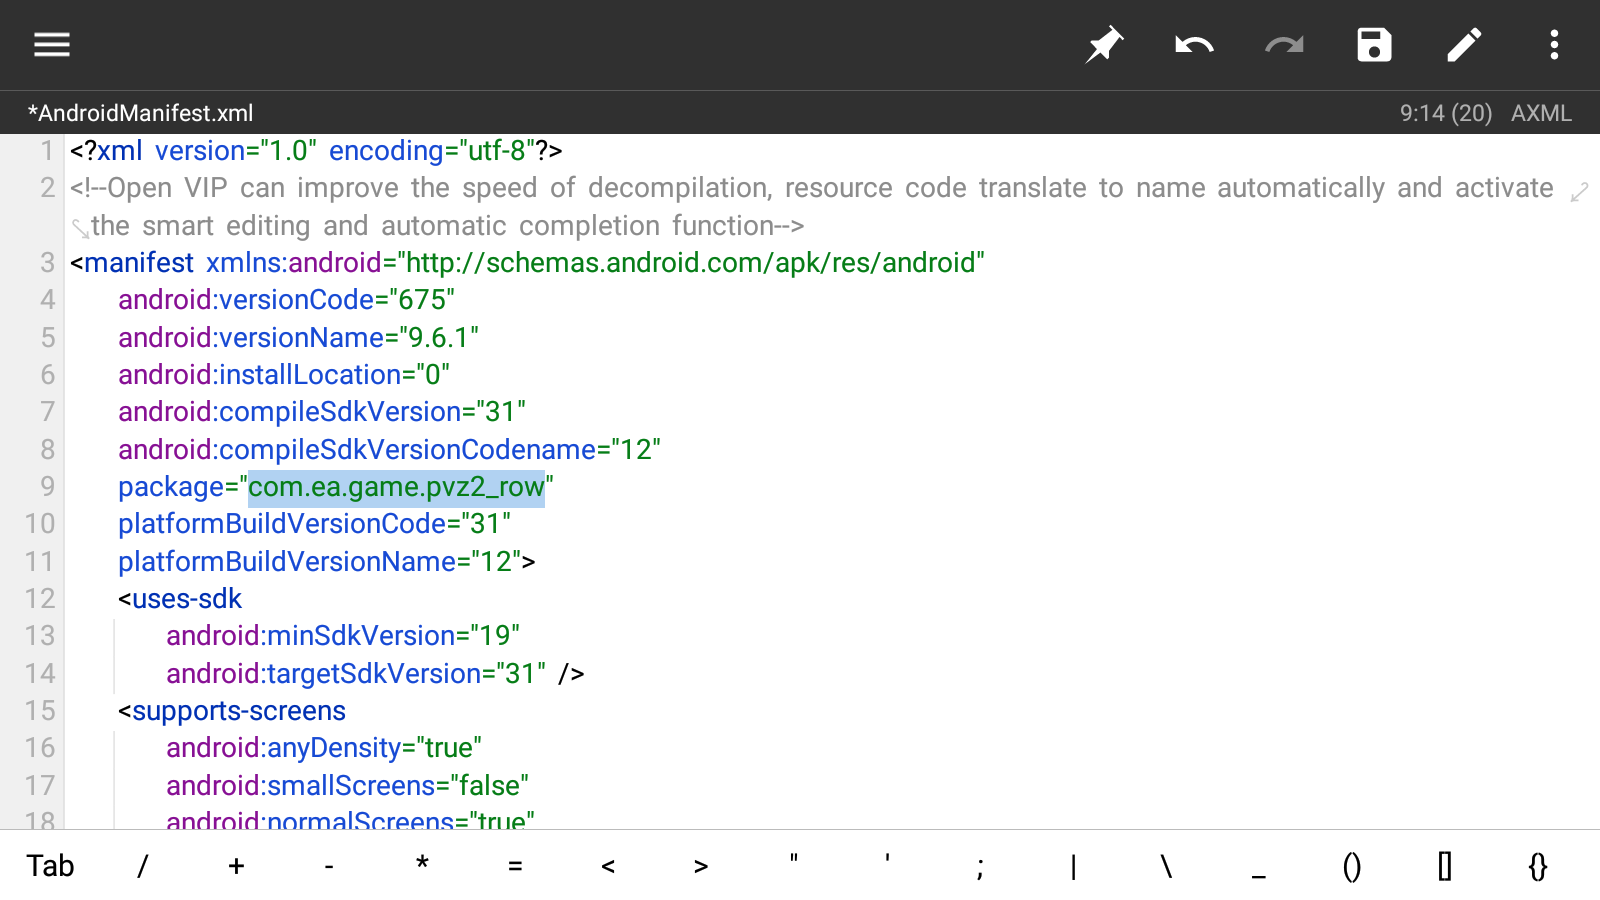 *AndroidManifest.xml 9:14 (20) AXML
1 <?xml version="1.0" encoding="utf-8"?>
2 <!--Open VIP can improve the speed of decompilation, resource code translate to name automatically and activate
the smart editing and automatic completion function-->
3 <manifest xmlns:android="http://schemas.android.com/apk/res/android"
4 android:versionCode="675"
5 android:versionName="9.6.1"
6 android:installLocation="0"
7 android:compileSdkVersion="31"
8 android:compileSdkVersionCodename="12"
9 package="com.ea.game.pvz2_row"
10 platformBuildVersionCode="31"
11 platformBuildVersionName="12">
12 <uses-sdk
13 android:minSdkVersion="19"
14 android:targetSdkVersion="31" />
15 <supports-screens
16 android:anyDensity="true"
17 android:smallScreens="false"
18 android:normalScreens="true"
Tab / + - * = < > " ' ; | \ _ () [] {}